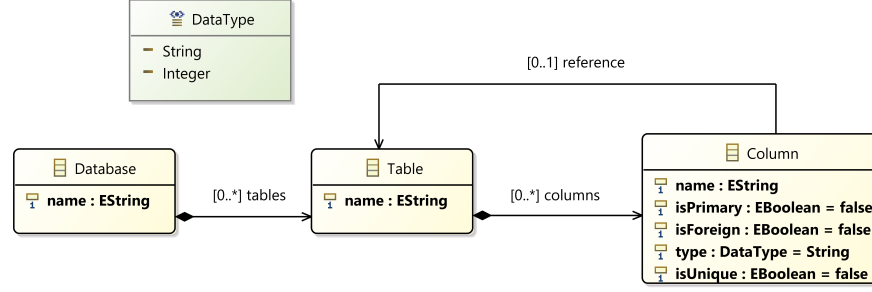 DataType
String
Integer
[0..1] reference
Database
name : EString
[0..*] tables
Table
name : EString
[0..*] columns
Column
name : EString
isPrimary : EBoolean = false
isForeign : EBoolean = false
type : DataType = String
isUnique : EBoolean = false